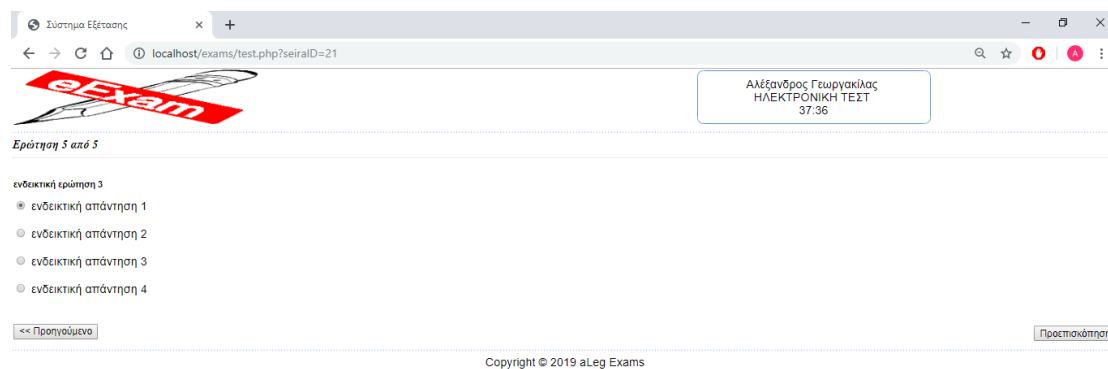 Σύστημα Εξέτασης
localhost/exams/test.php?seiraID=21
A
eExam
Αλέξανδρος Γεωργακίλας
ΗΛΕΚΤΡΟΝΙΚΗ ΤΕΣΤ
37:36
Ερώτηση 5 από 5
ενδεικτική ερώτηση 3
ενδεικτική απάντηση 1
ενδεικτική απάντηση 2
ενδεικτική απάντηση 3
ενδεικτική απάντηση 4
<< Προηγούμενο
Προεπισκόπηση
Copyright © 2019 aLeg Exams